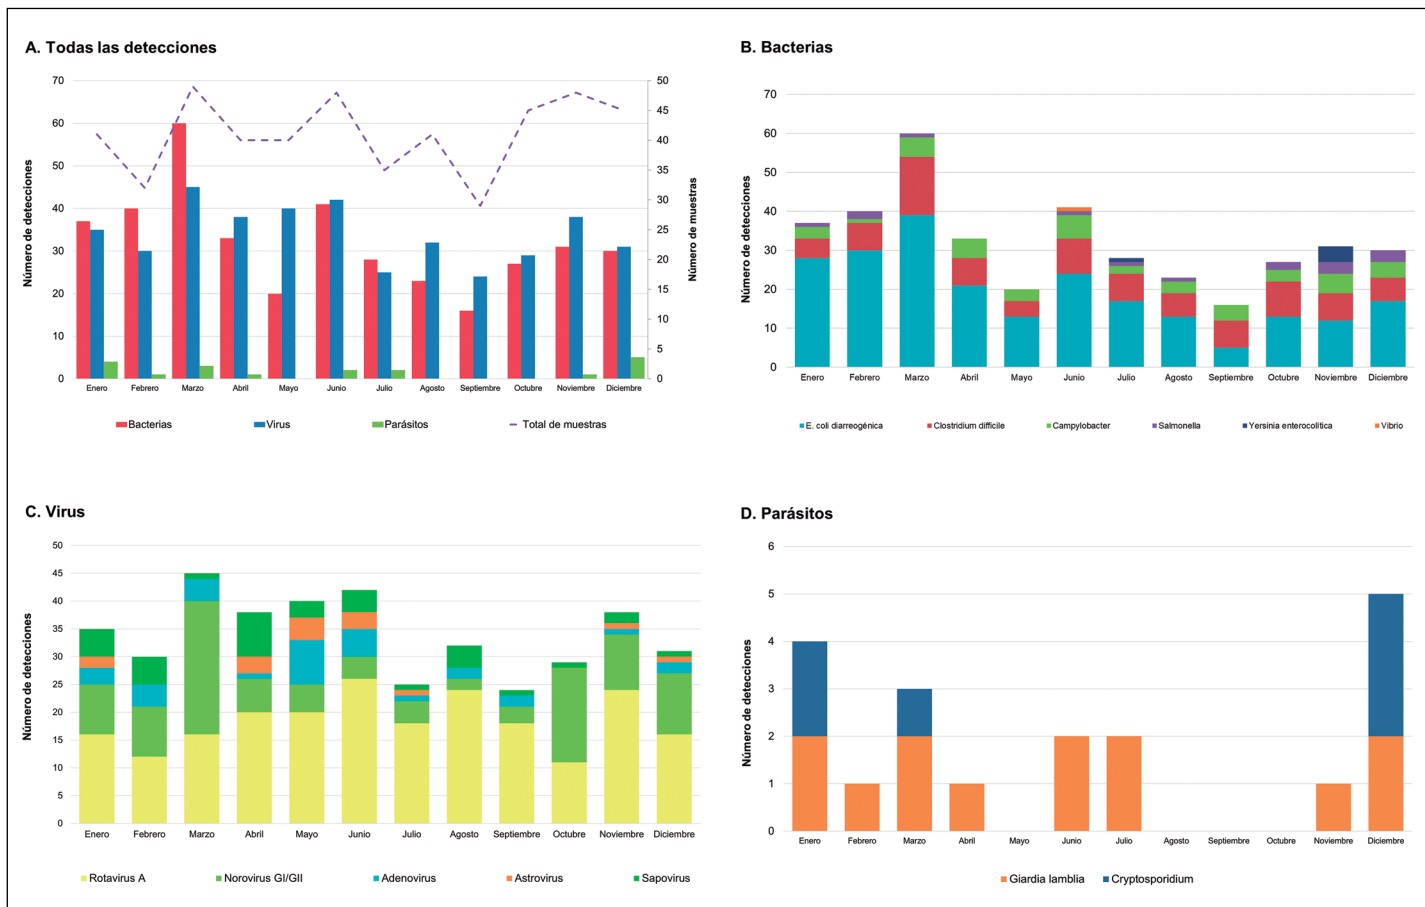 A. Todas las detecciones
Número de detecciones
70
60
50
40
30
20
10
0
50
45
40
35
30
25
20
15
10
5
0
Número de muestras
Enero Febrero Marzo Abril Mayo Junio Julio Agosto Septiembre Octubre Noviembre Diciembre
Bacterias Virus Parásitos Total de muestras
B. Bacterias
Número de detecciones
70
60
50
40
30
20
10
0
Enero Febrero Marzo Abril Mayo Junio Julio Agosto Septiembre Octubre Noviembre Diciembre
E. coli diarreogénica Clostridium difficile Campylobacter Salmonella Yersinia enterocolítica Vibrio
C. Virus
Número de detecciones
50
45
40
35
30
25
20
15
10
5
0
Enero Febrero Marzo Abril Mayo Junio Julio Agosto Septiembre Octubre Noviembre Diciembre
Rotavirus A Norovirus GI/GII Adenovirus Astrovirus Sapovirus
D. Parásitos
Número de detecciones
6
5
4
3
2
1
0
Enero Febrero Marzo Abril Mayo Junio Julio Agosto Septiembre Octubre Noviembre Diciembre
Giardia lamblia Cryptosporidium